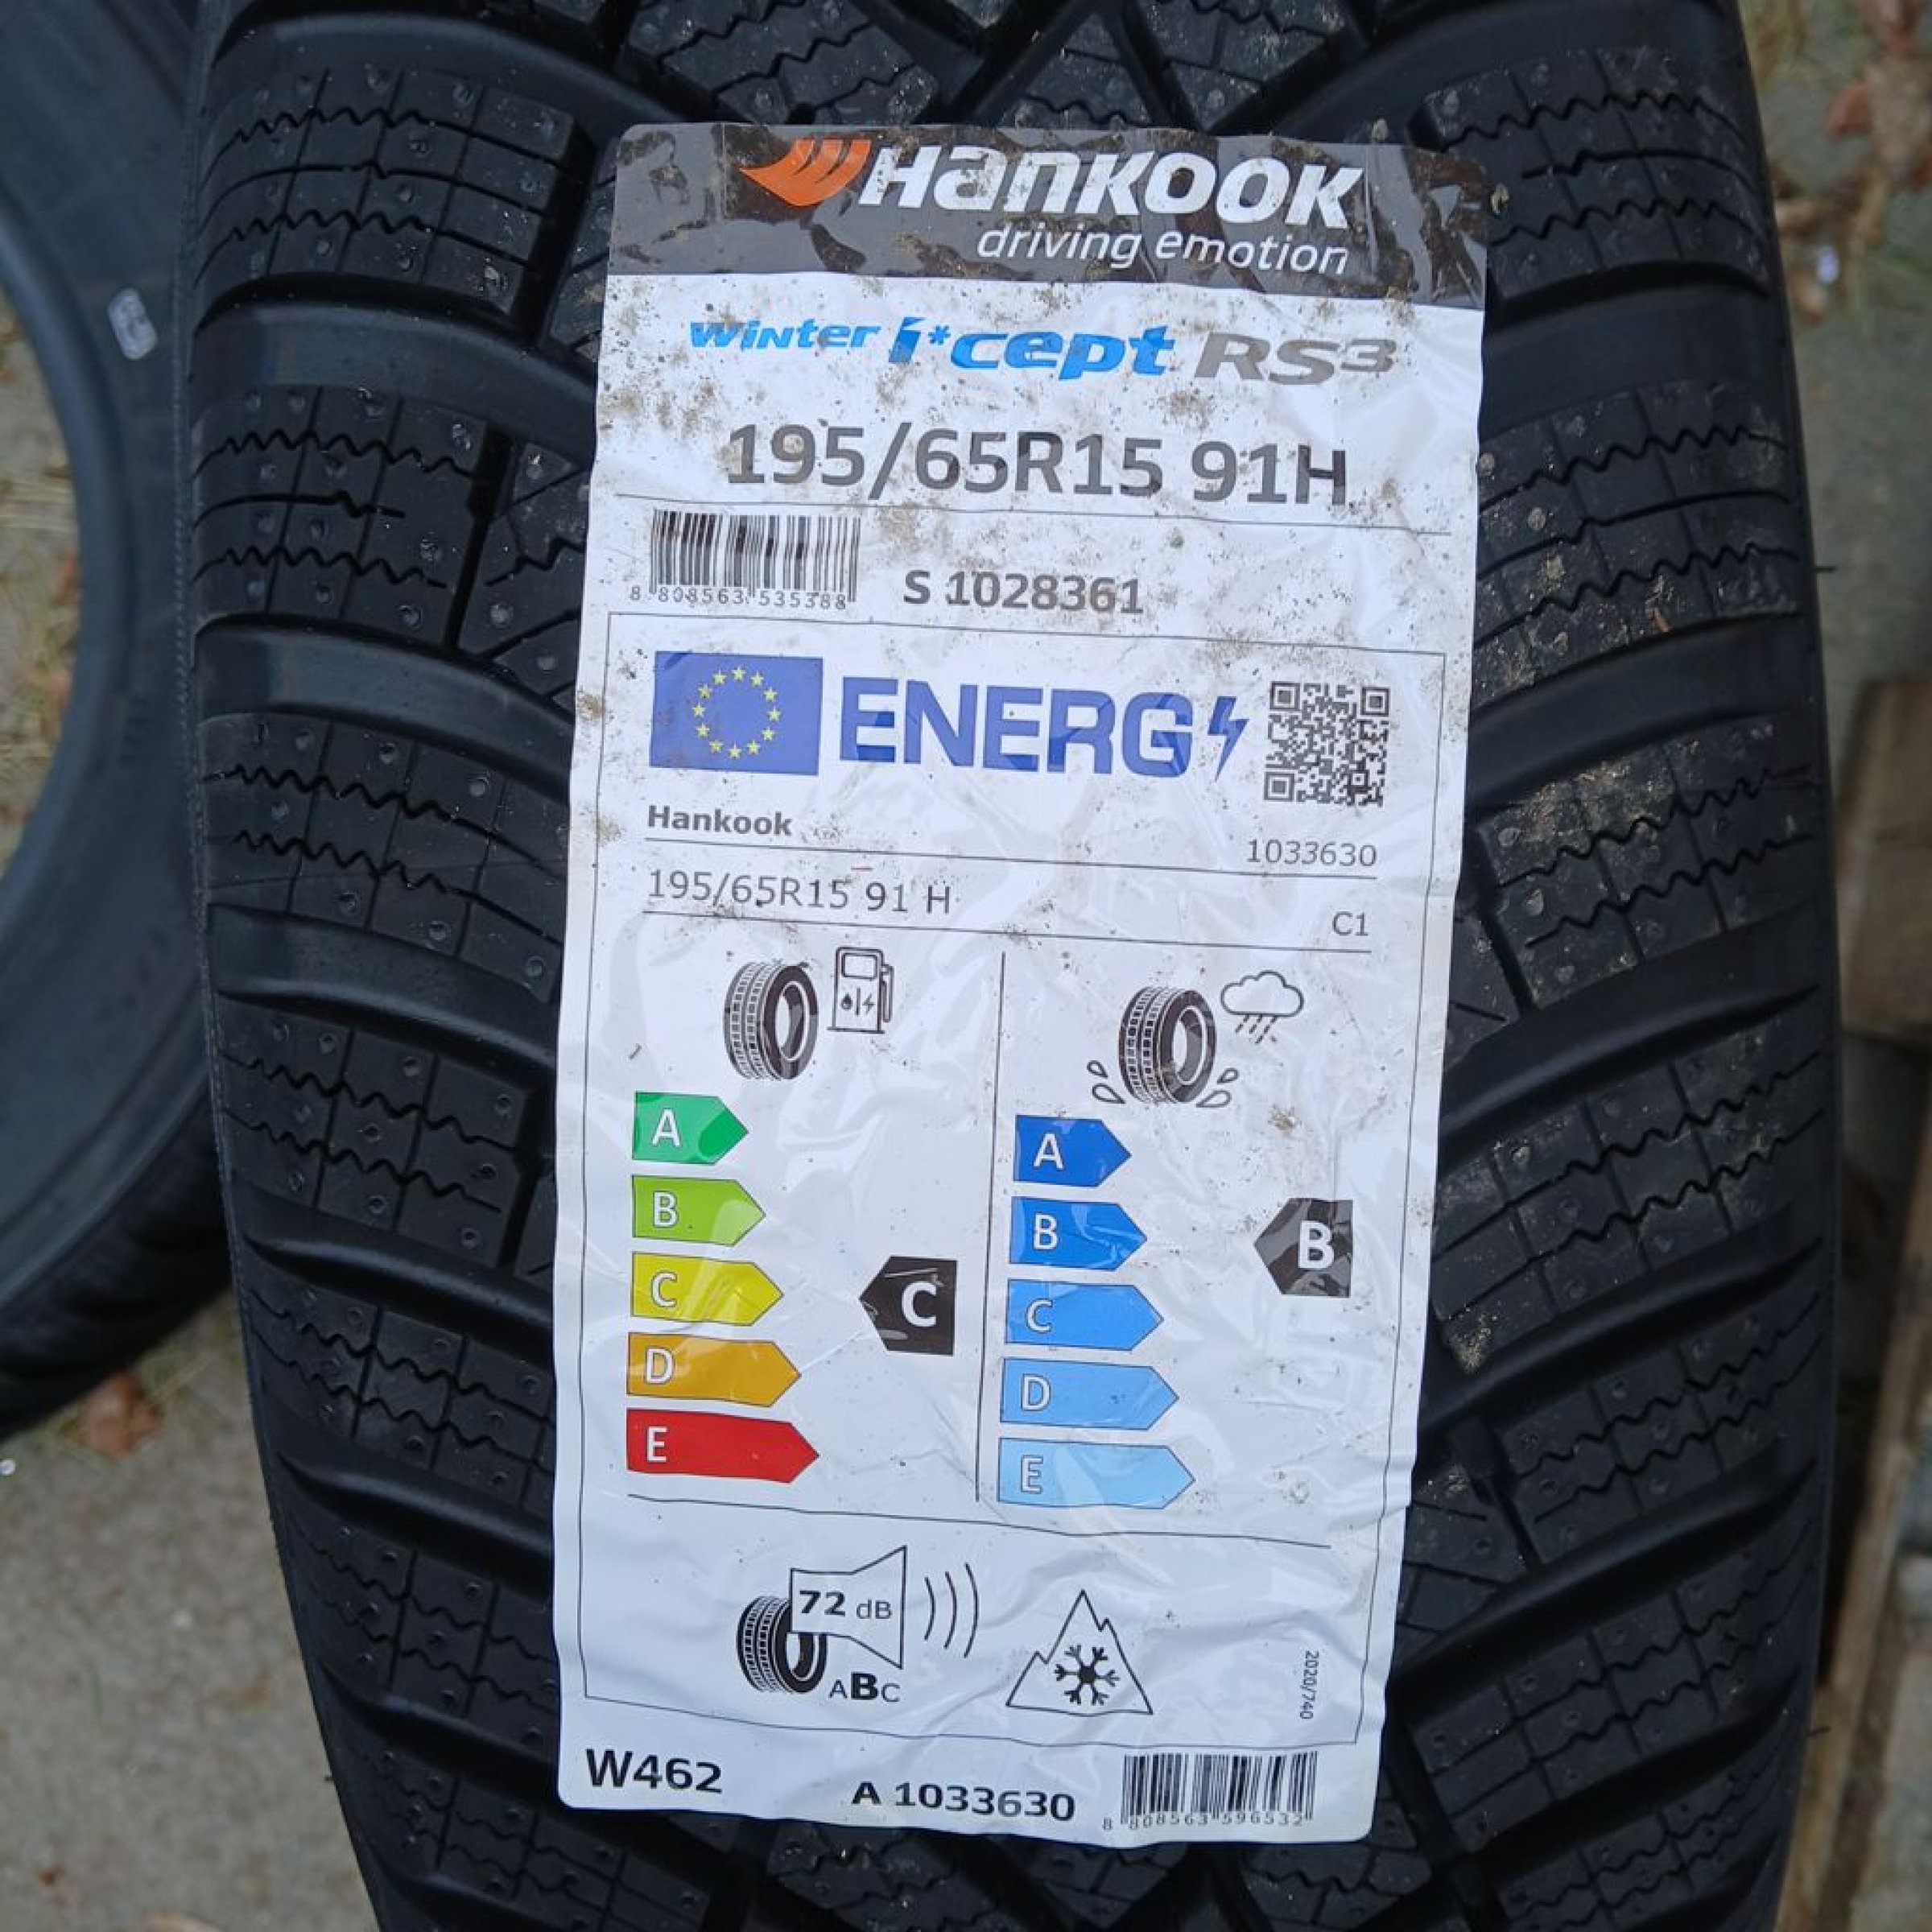 Hankook
driving emotion
winter i*cept RS3
195/65R15 91H
8 808563 535388
S 1028361
ENERG
Hankook
1033630
195/65R15 91 H
C1
A
B
C
D
E
C
A
B
C
D
E
B
72 dB
ABC
2020/740
W462
A 1033630
8 808563 596532